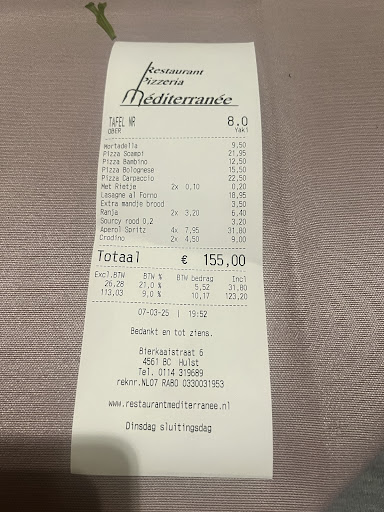 Restaurant
Pizzeria
Méditerranée
TAFEL NR 8.0
OBER Yaki
Mortadella 9,50
Pizza Scampi 21,95
Pizza Bambino 12,50
Pizza Bolognese 15,50
Pizza Carpaccio 22,50
Met Rietje 2x 0,10 0,20
Lasagne al Forno 18,95
Extra mandje brood 3,50
Ranja 2x 3,20 6,40
Sourcy rood 0,2 3,20
Aperol Spritz 4x 7,95 31,80
Crodino 2x 4,50 9,00
Totaal € 155,00
Excl.BTW BTW % BTW bedrag Incl
26,28 21,0 % 5,52 31,80
113,03 9,0 % 10,17 123,20
07-03-25 | 19:52
Bedankt en tot ziens.
Bierkaaistraat 6
4561 BC Hulst
Tel. 0114 319689
reknr.NL07 RABO 0330031953
www.restaurantmediterranee.nl
Dinsdag sluitingsdag